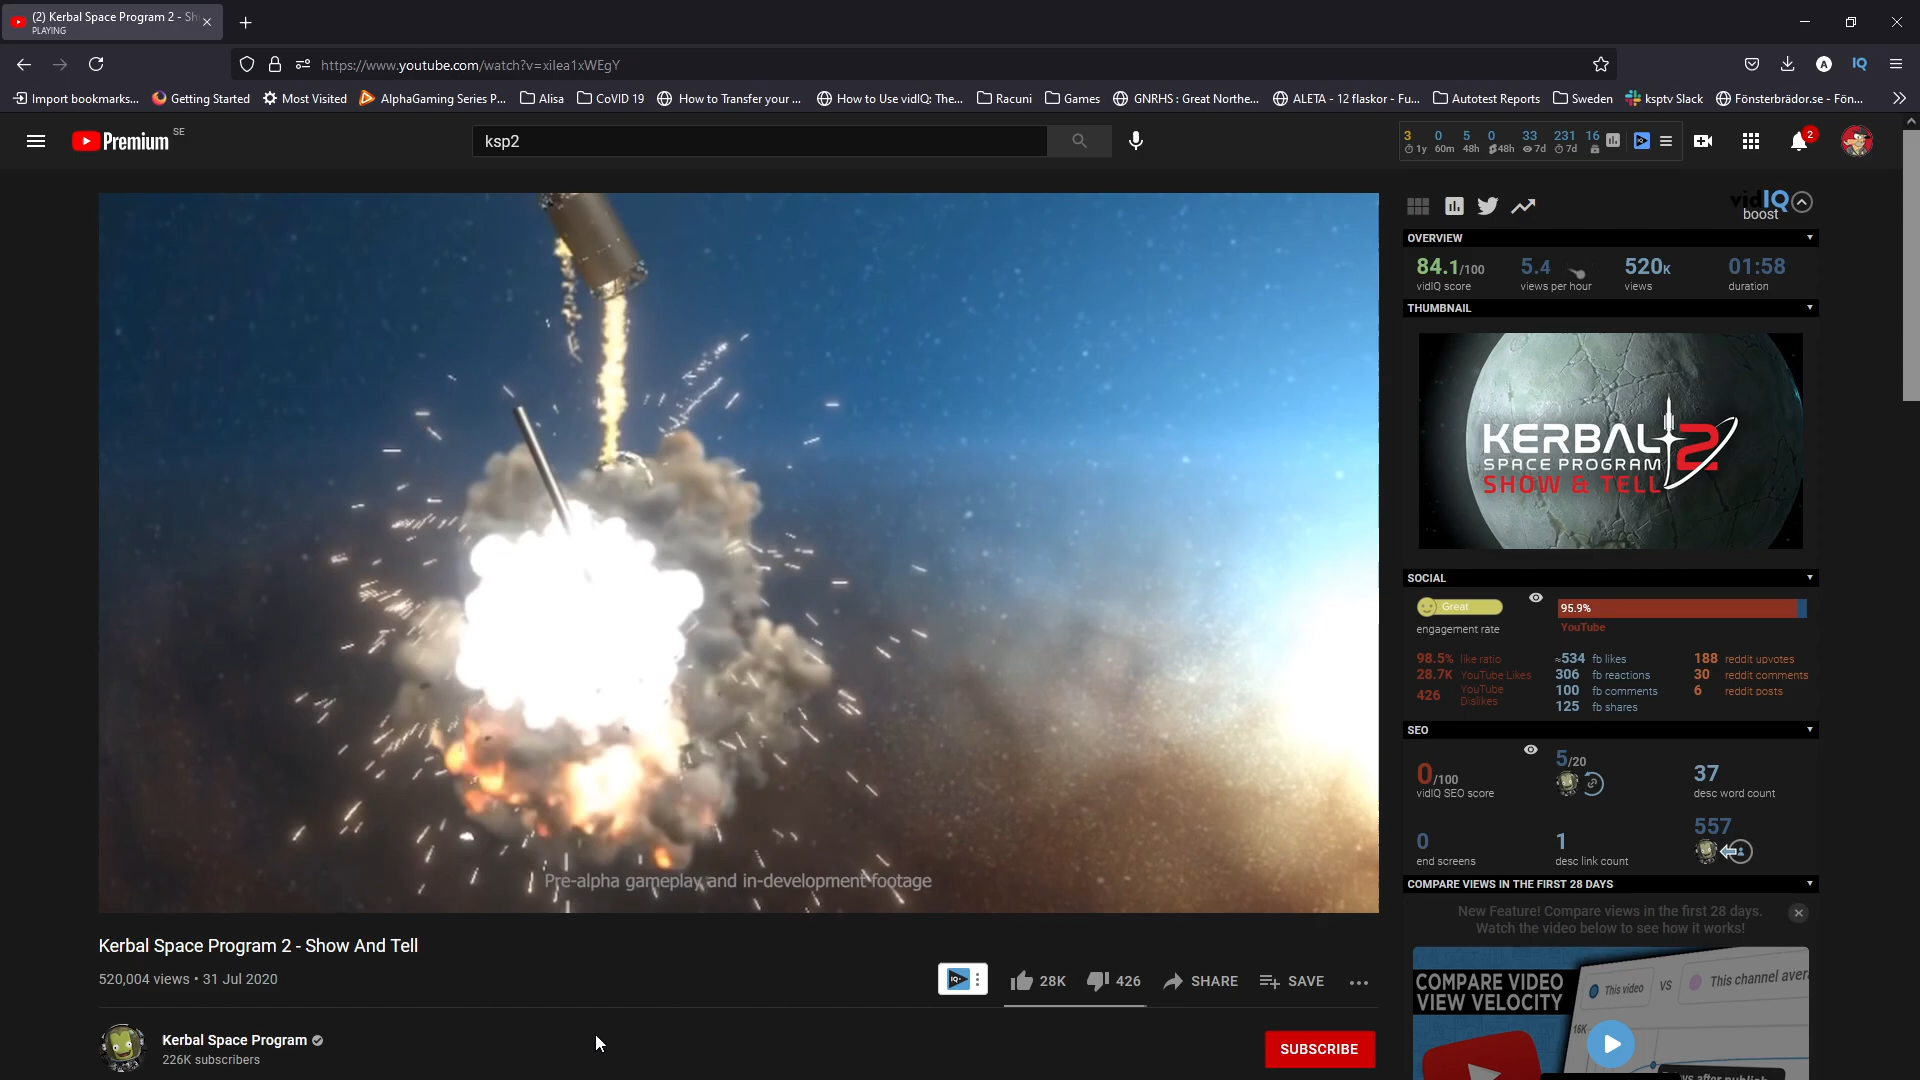 (2) Kerbal Space Program 2 - Sh
PLAYING
https://www.youtube.com/watch?v=xilea1xWEgY
Import bookmarks...
Getting Started
Most Visited
AlphaGaming Series P...
Alisa
CoVID 19
How to Transfer your ...
How to Use vidIQ: The...
Racuni
Games
GNRHS : Great Northe...
ALETA - 12 flaskor - Fu...
Autotest Reports
Sweden
ksptv Slack
Fönsterbrädor.se - Fön...
A
IQ
Premium SE
ksp2
3 0 5 0 33 231 16
1y 60m 48h 48h 7d 7d
2
vidIQ
boost
OVERVIEW
84.1/100 5.4 520K 01:58
vidIQ score views per hour views duration
THUMBNAIL
KERBAL 2
SPACE PROGRAM
SHOW & TELL
SOCIAL
Great
engagement rate
95.9%
YouTube
98.5% like ratio
28.7K YouTube Likes
426 YouTube Dislikes
≈534 fb likes
306 fb reactions
100 fb comments
125 fb shares
188 reddit upvotes
30 reddit comments
6 reddit posts
SEO
0/100
vidIQ SEO score
5/20
37
desc word count
0
end screens
1
desc link count
557
COMPARE VIEWS IN THE FIRST 28 DAYS
New Feature! Compare views in the first 28 days.
Watch the video below to see how it works!
COMPARE VIDEO
VIEW VELOCITY
This video VS This channel avera
16K
Pre-alpha gameplay and in-development footage
Kerbal Space Program 2 - Show And Tell
520,004 views • 31 Jul 2020
IQ
28K
426
SHARE
SAVE
Kerbal Space Program
226K subscribers
SUBSCRIBE